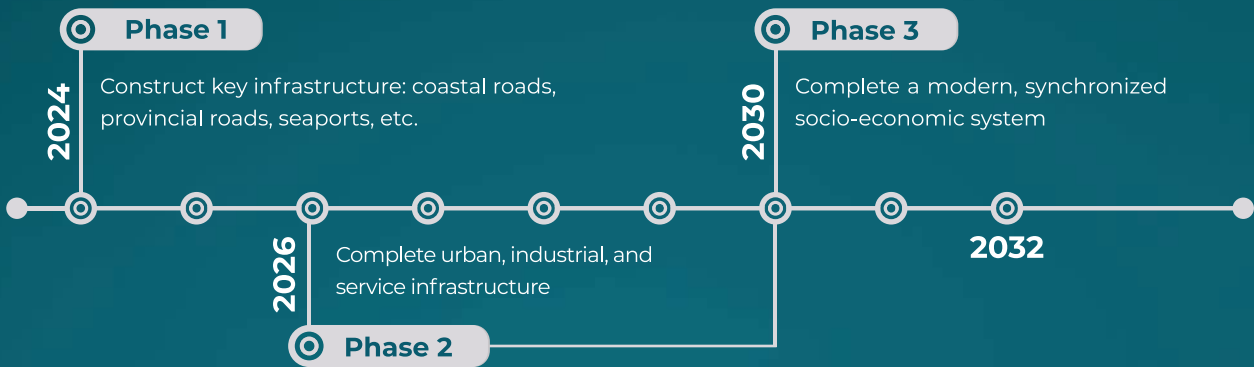 Phase 1
2024
Construct key infrastructure: coastal roads,
provincial roads, seaports, etc.
Phase 3
2030
Complete a modern, synchronized
socio-economic system
2026
Complete urban, industrial, and
service infrastructure
Phase 2
2032